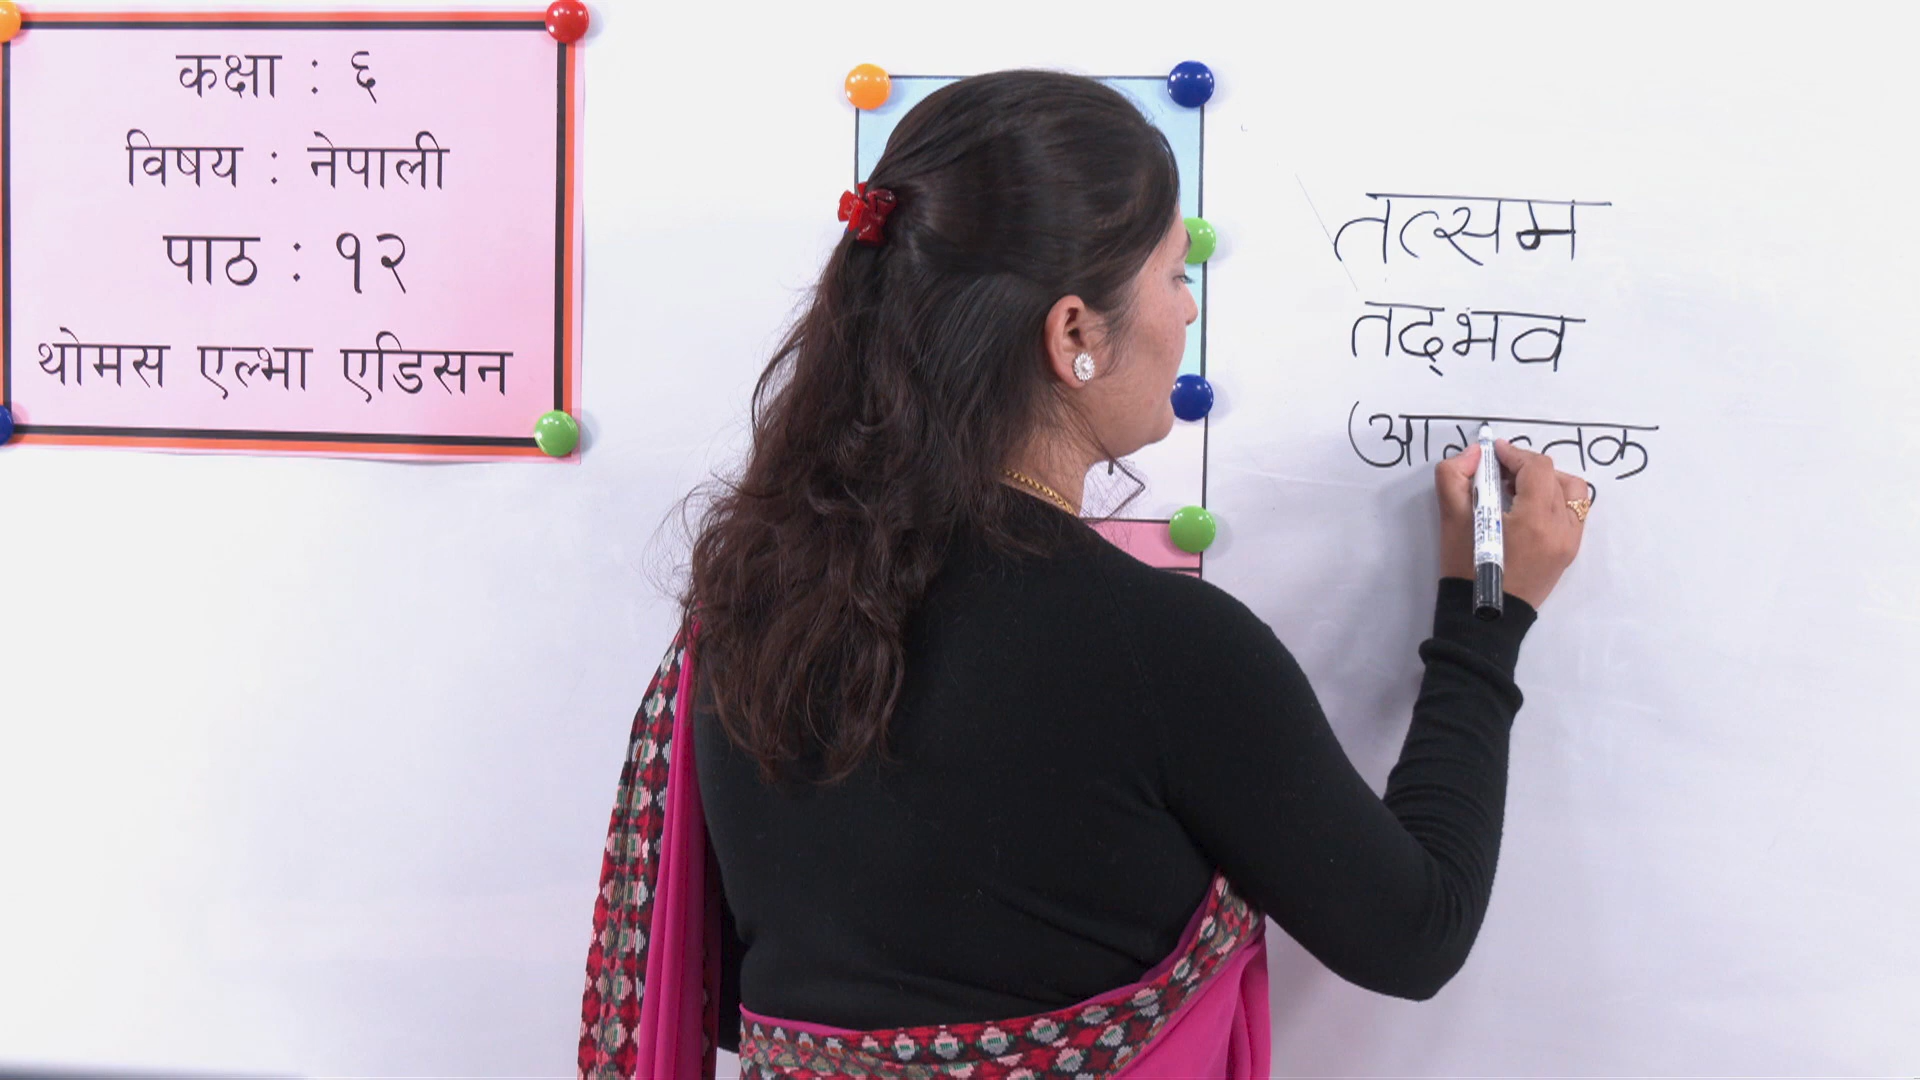 कक्षा : ६
विषय : नेपाली
पाठ : १२
थोमस एल्भा एडिसन
तत्सम
तद्भव